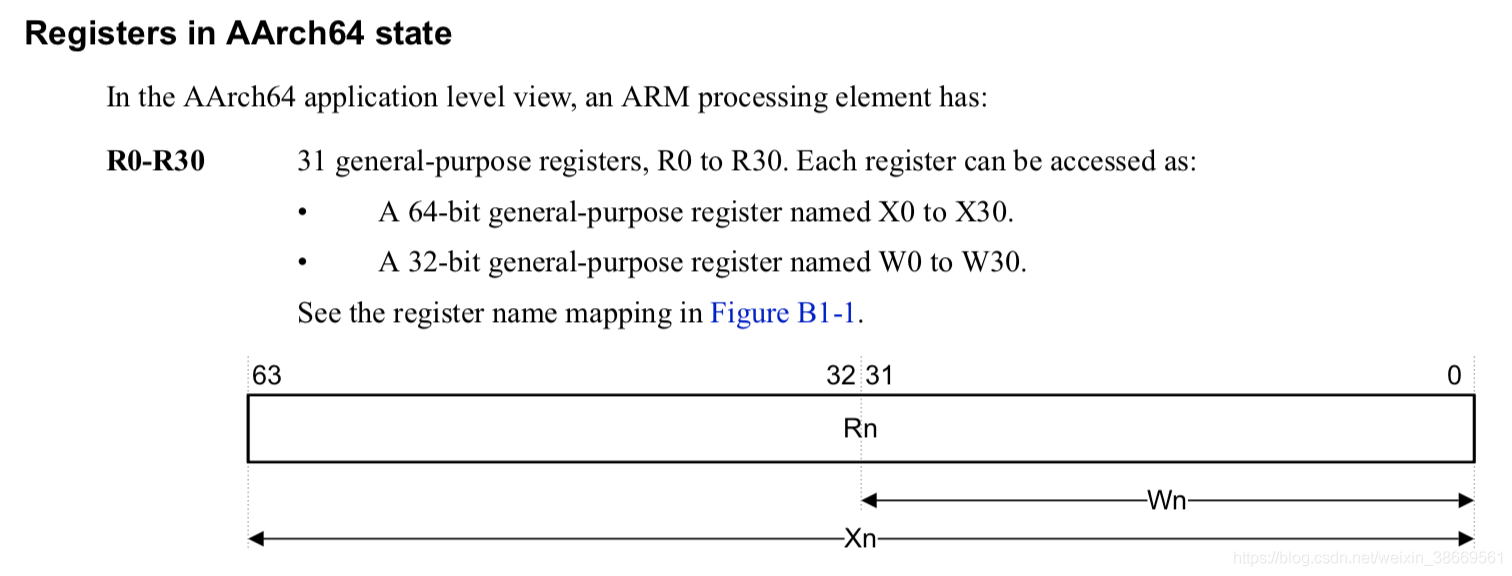 Registers in AArch64 state
In the AArch64 application level view, an ARM processing element has:
R0-R30 31 general-purpose registers, R0 to R30. Each register can be accessed as:
• A 64-bit general-purpose register named X0 to X30.
• A 32-bit general-purpose register named W0 to W30.
See the register name mapping in Figure B1-1.
63 32 31 0
Rn
Wn
Xn
https://blog.csdn.net/weixin_38669561